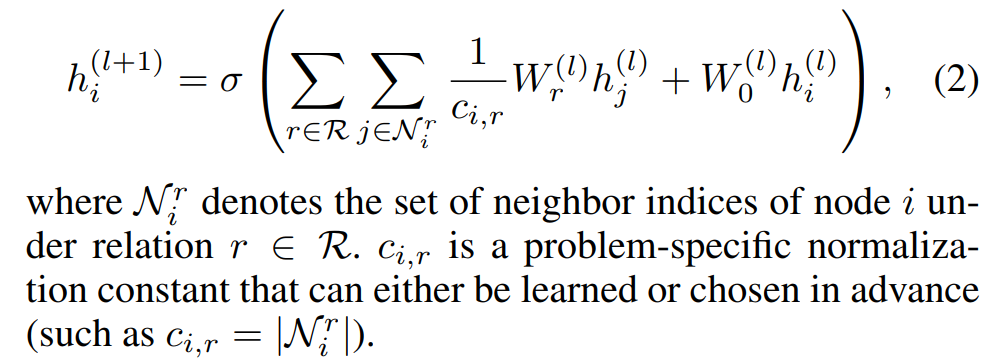 $$h_i^{(l+1)} = \sigma \left( \sum_{r \in \mathcal{R}} \sum_{j \in \mathcal{N}_i^r} \frac{1}{c_{i,r}} W_r^{(l)} h_j^{(l)} + W_0^{(l)} h_i^{(l)} \right), \quad (2)$$
where $\mathcal{N}_i^r$ denotes the set of neighbor indices of node $i$ un-
der relation $r \in \mathcal{R}$. $c_{i,r}$ is a problem-specific normaliza-
tion constant that can either be learned or chosen in advance
(such as $c_{i,r} = |\mathcal{N}_i^r|$).